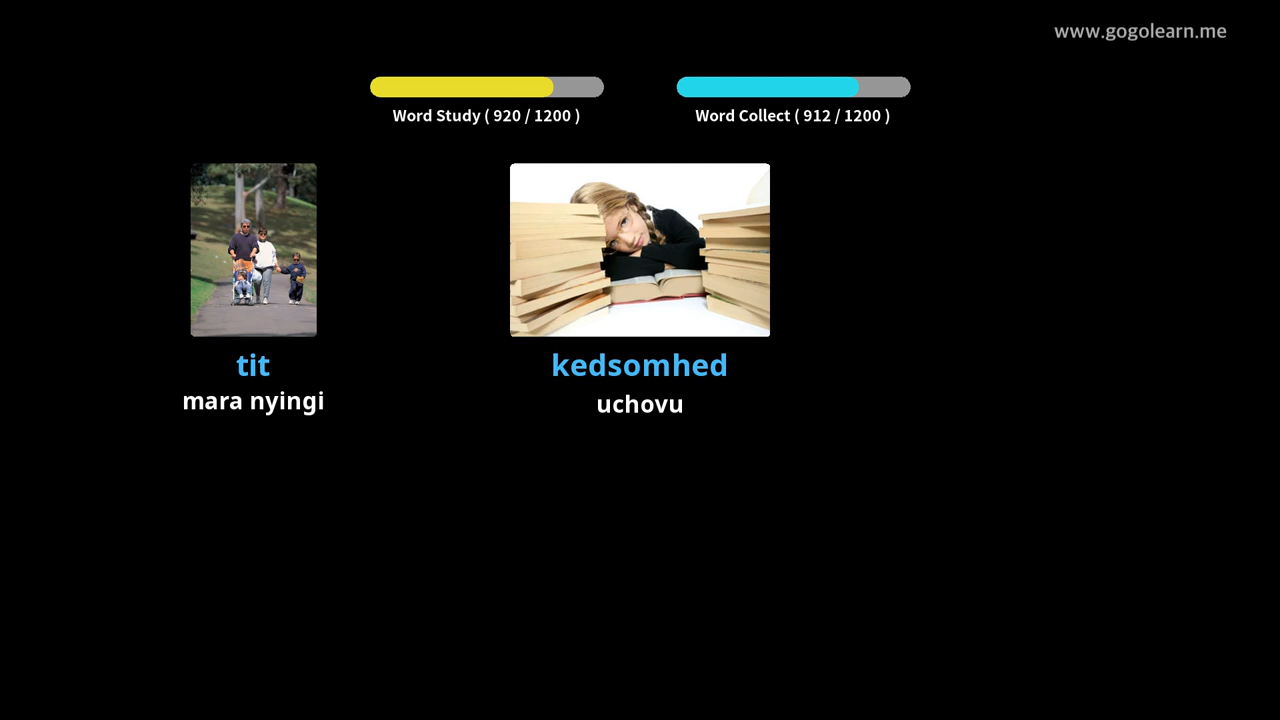 www.gogolearn.me
Word Study ( 920 / 1200 )
Word Collect ( 912 / 1200 )
tit
mara nyingi
kedsomhed
uchovu